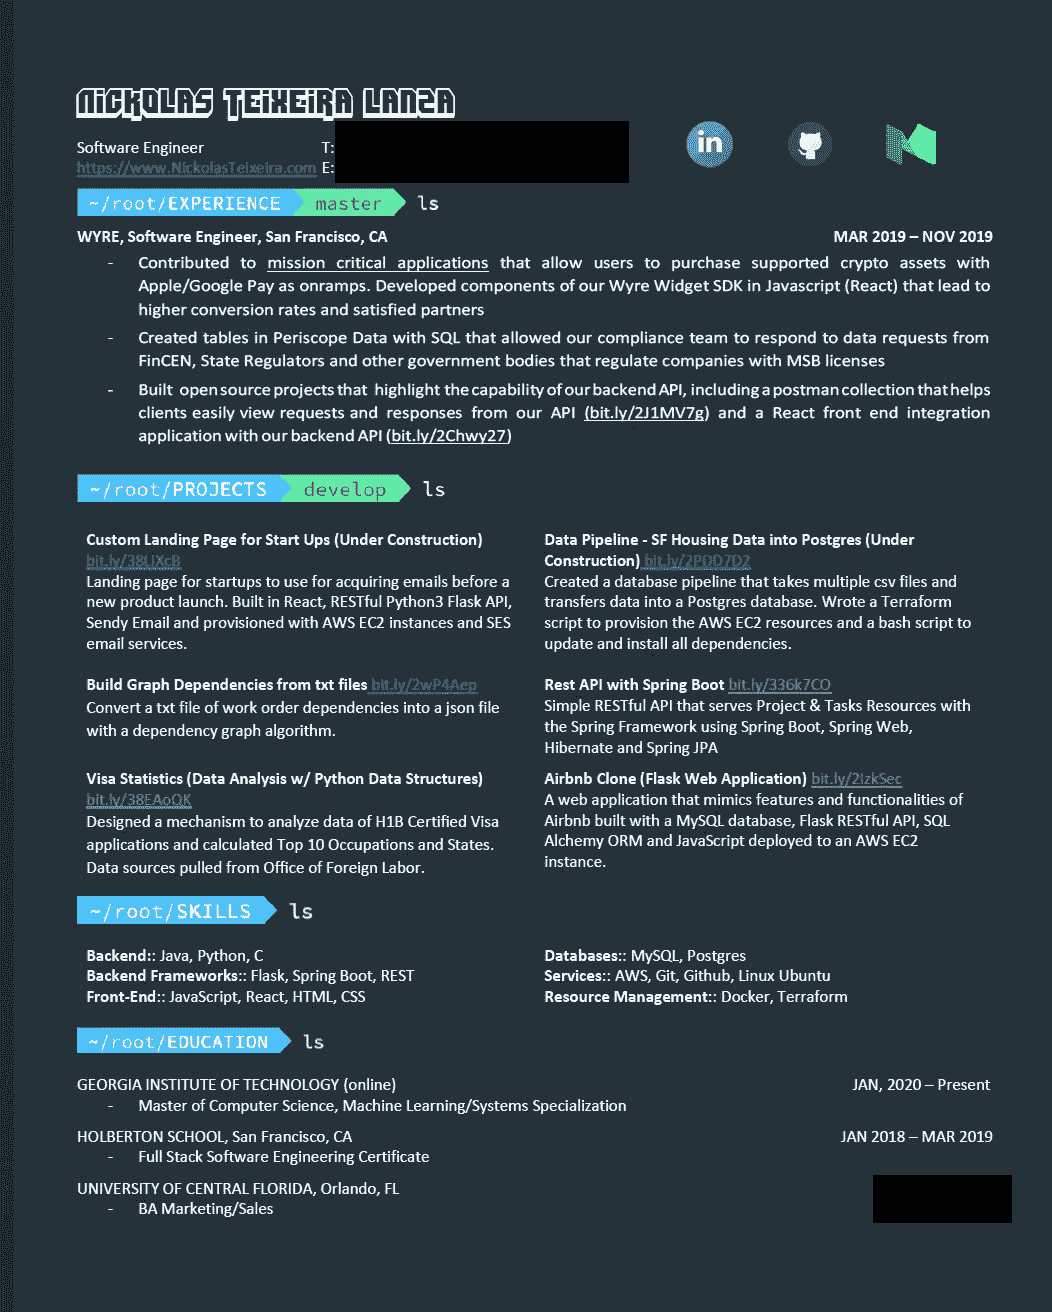 NICKOLAS TEIXEIRA LANZA
Software Engineer T:
https://www.NickolasTeixeira.com E:
in
~/root/EXPERIENCE master ls
WYRE, Software Engineer, San Francisco, CA MAR 2019 – NOV 2019
- Contributed to mission critical applications that allow users to purchase supported crypto assets with
Apple/Google Pay as onramps. Developed components of our Wyre Widget SDK in Javascript (React) that lead to
higher conversion rates and satisfied partners
- Created tables in Periscope Data with SQL that allowed our compliance team to respond to data requests from
FinCEN, State Regulators and other government bodies that regulate companies with MSB licenses
- Built open source projects that highlight the capability of our backend API, including a postman collection that helps
clients easily view requests and responses from our API (bit.ly/2J1MV7g) and a React front end integration
application with our backend API (bit.ly/2Chwy27)
~/root/PROJECTS develop ls
Custom Landing Page for Start Ups (Under Construction)
bit.ly/38LJXcB
Landing page for startups to use for acquiring emails before a
new product launch. Built in React, RESTful Python3 Flask API,
Sendy Email and provisioned with AWS EC2 instances and SES
email services.
Data Pipeline - SF Housing Data into Postgres (Under
Construction) bit.ly/2PDD7D2
Created a database pipeline that takes multiple csv files and
transfers data into a Postgres database. Wrote a Terraform
script to provision the AWS EC2 resources and a bash script to
update and install all dependencies.
Build Graph Dependencies from txt files bit.ly/2wP4Aep
Convert a txt file of work order dependencies into a json file
with a dependency graph algorithm.
Rest API with Spring Boot bit.ly/336k7CO
Simple RESTful API that serves Project & Tasks Resources with
the Spring Framework using Spring Boot, Spring Web,
Hibernate and Spring JPA
Visa Statistics (Data Analysis w/ Python Data Structures)
bit.ly/38EAoQK
Designed a mechanism to analyze data of H1B Certified Visa
applications and calculated Top 10 Occupations and States.
Data sources pulled from Office of Foreign Labor.
Airbnb Clone (Flask Web Application) bit.ly/2IzkSec
A web application that mimics features and functionalities of
Airbnb built with a MySQL database, Flask RESTful API, SQL
Alchemy ORM and JavaScript deployed to an AWS EC2
instance.
~/root/SKILLS ls
Backend:: Java, Python, C
Backend Frameworks:: Flask, Spring Boot, REST
Front-End:: JavaScript, React, HTML, CSS
Databases:: MySQL, Postgres
Services:: AWS, Git, Github, Linux Ubuntu
Resource Management:: Docker, Terraform
~/root/EDUCATION ls
GEORGIA INSTITUTE OF TECHNOLOGY (online) JAN, 2020 – Present
- Master of Computer Science, Machine Learning/Systems Specialization
HOLBERTON SCHOOL, San Francisco, CA JAN 2018 – MAR 2019
- Full Stack Software Engineering Certificate
UNIVERSITY OF CENTRAL FLORIDA, Orlando, FL
- BA Marketing/Sales